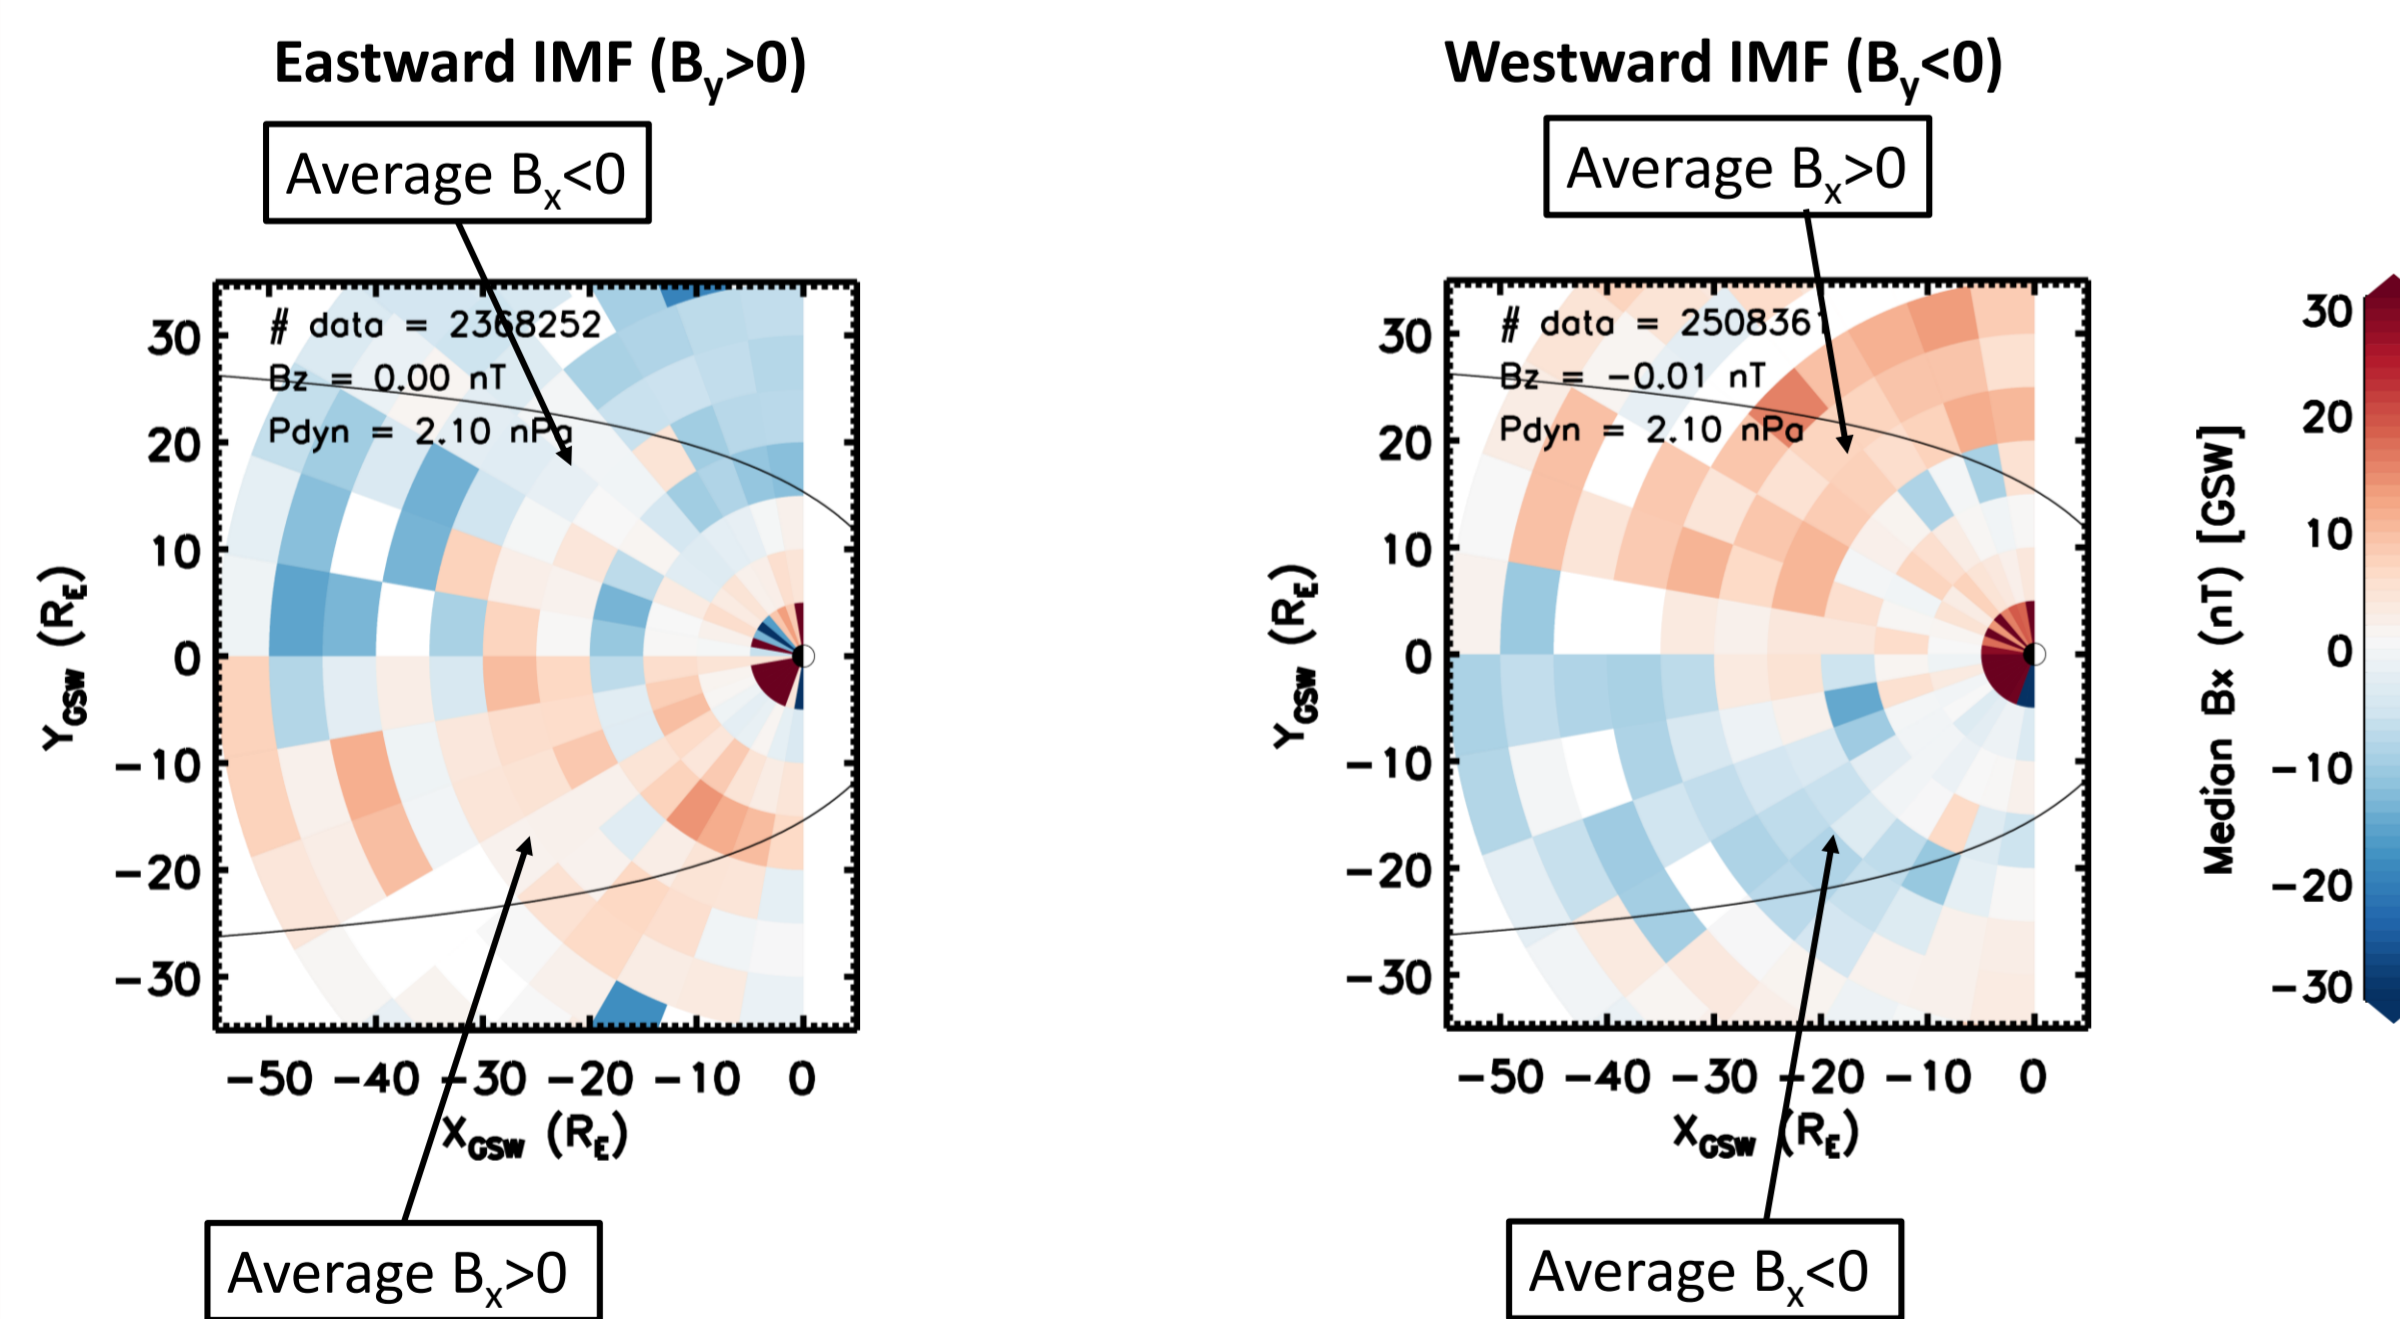 Eastward IMF (By>0)
Westward IMF (By<0)
Average Bx<0
Average Bx>0
# data = 2368252
Bz = 0.00 nT
Pdyn = 2.10 nPa
30
20
10
0
−10
−20
−30
YGSW (RE)
−50 −40 −30 −20 −10 0
XGSW (RE)
Average Bx>0
# data = 250836
Bz = −0.01 nT
Pdyn = 2.10 nPa
30
20
10
0
−10
−20
−30
YGSW (RE)
−50 −40 −30 −20 −10 0
XGSW (RE)
Average Bx<0
Median Bx (nT) [GSW]
30
20
10
0
−10
−20
−30